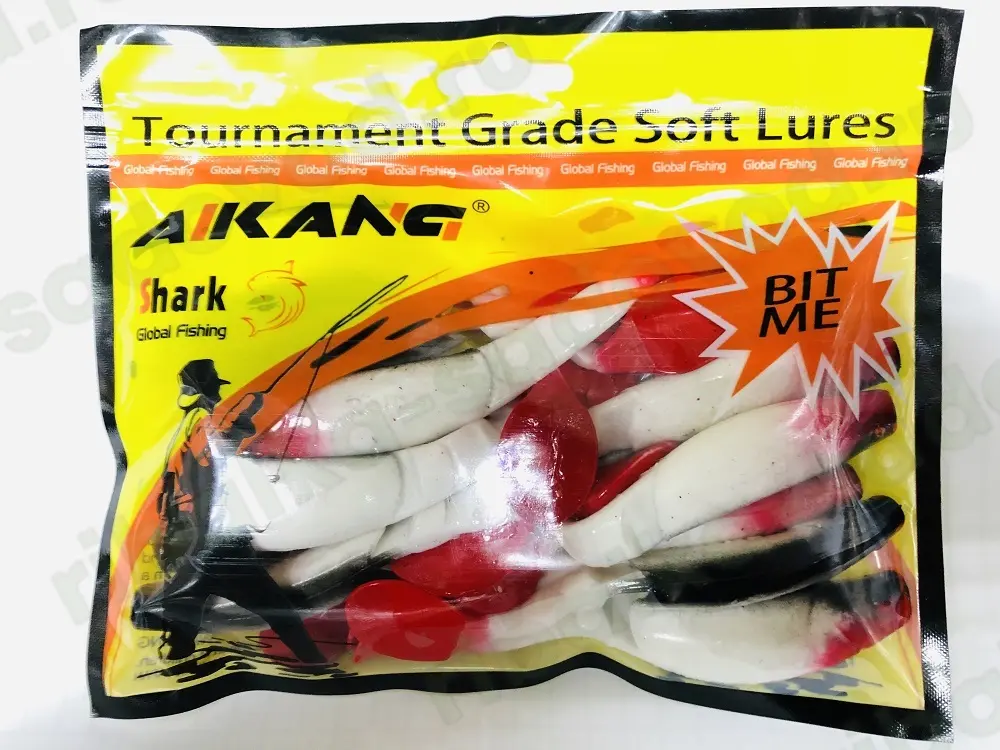 Tournament Grade Soft Lures
Global Fishing Global Fishing Global Fishing Global Fishing Global Fishing Global Fishing Global Fishing Global Fishing Global Fishing
AIKANG®
Shark
Global Fishing
BIT
ME